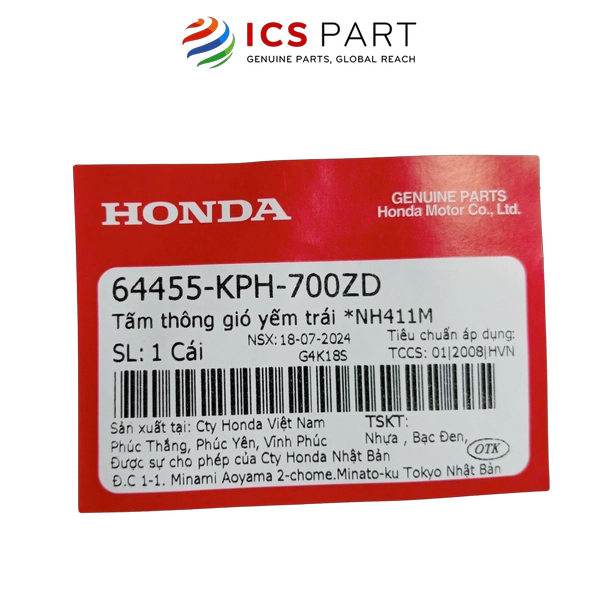 ICS PART
GENUINE PARTS, GLOBAL REACH
HONDA
GENUINE PARTS
Honda Motor Co., Ltd.
64455-KPH-700ZD
Tấm thông gió yếm trái *NH411M
NSX: 18-07-2024
Tiêu chuẩn áp dụng:
SL: 1 Cái
G4K18S
TCCS: 01|2008|HVN
Sản xuất tại: Cty Honda Việt Nam
TSKT:
Phúc Thắng, Phúc Yên, Vĩnh Phúc
Nhựa , Bạc Đen,
OTK
Được sự cho phép của Cty Honda Nhật Bản
Đ.C 1-1. Minami Aoyama 2-chome.Minato-ku Tokyo Nhật Bản